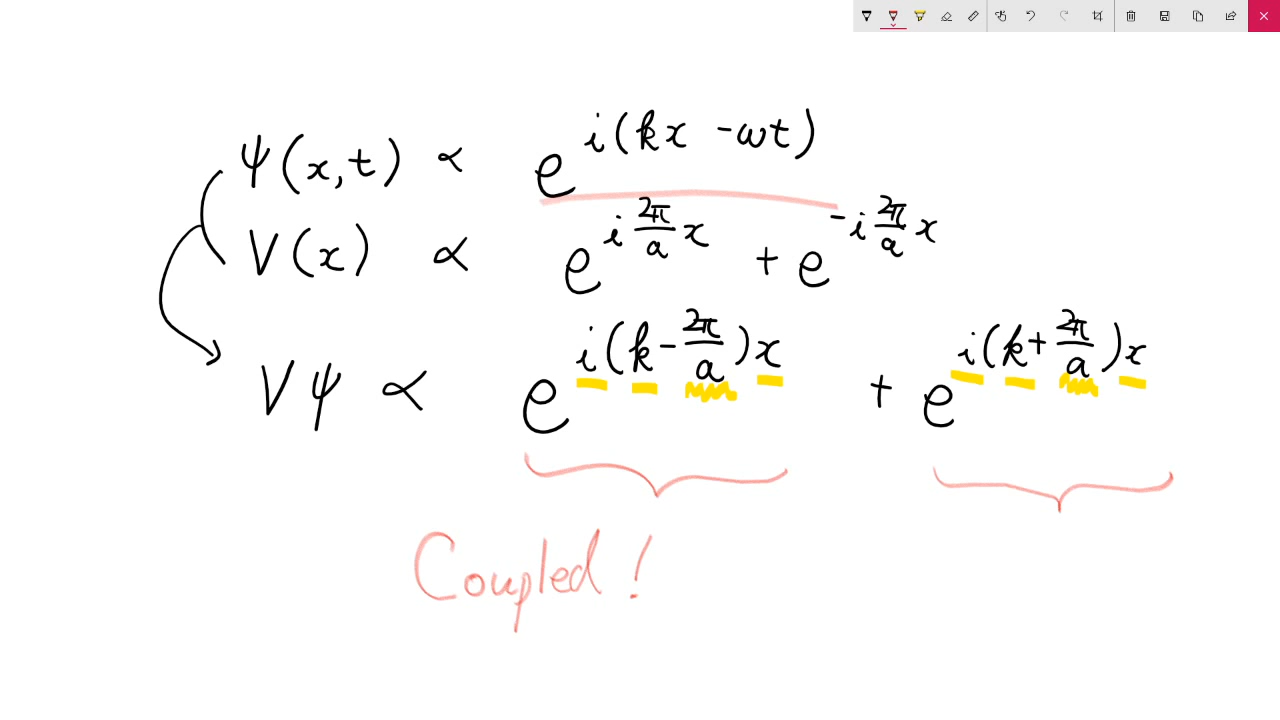 ψ(x,t) ∝ e^{i(kx -ωt)}
V(x) ∝ e^{i 2π/a x} + e^{-i 2π/a x}
Vψ ∝ e^{i(k-2π/a)x} + e^{i(k+2π/a)x}
Coupled!